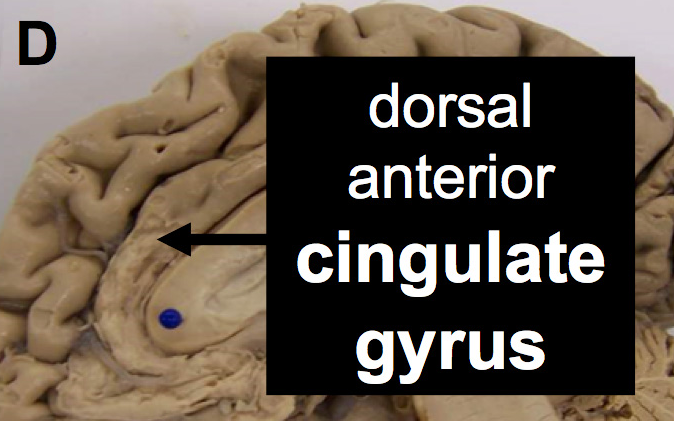 D
dorsal
anterior
cingulate
gyrus